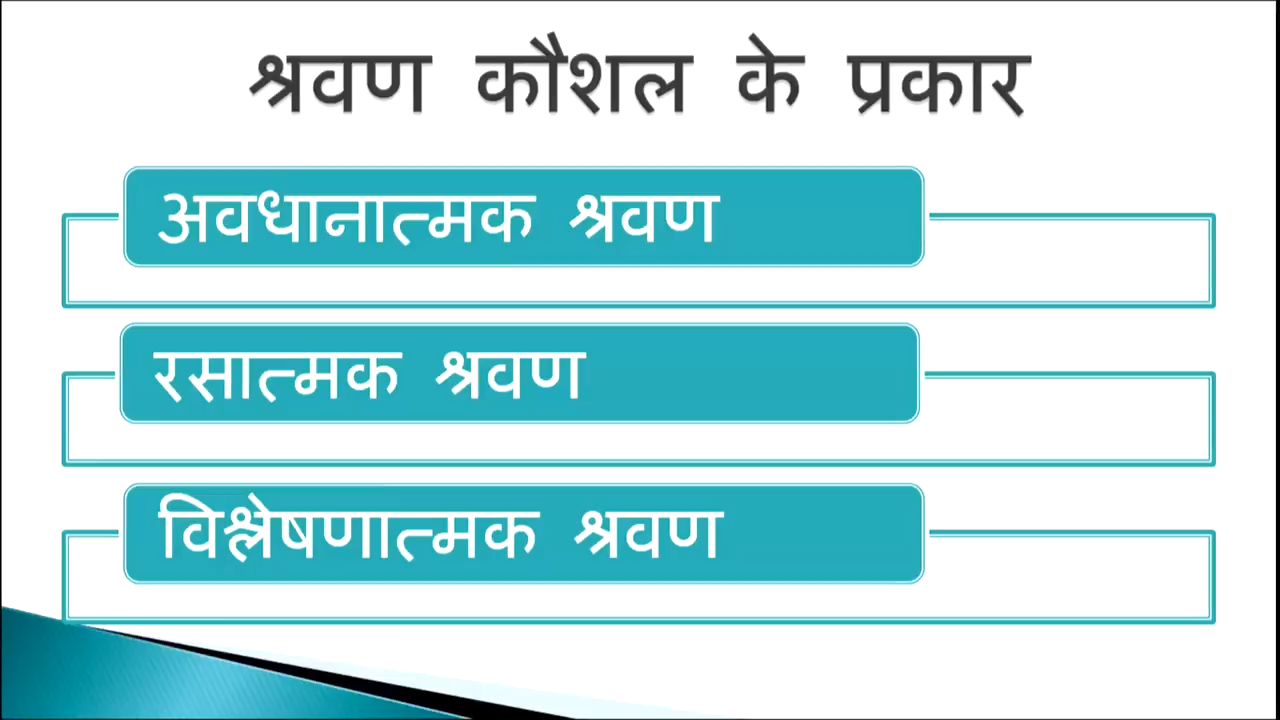 श्रवण कौशल के प्रकार
अवधानात्मक श्रवण
रसात्मक श्रवण
विश्लेषणात्मक श्रवण